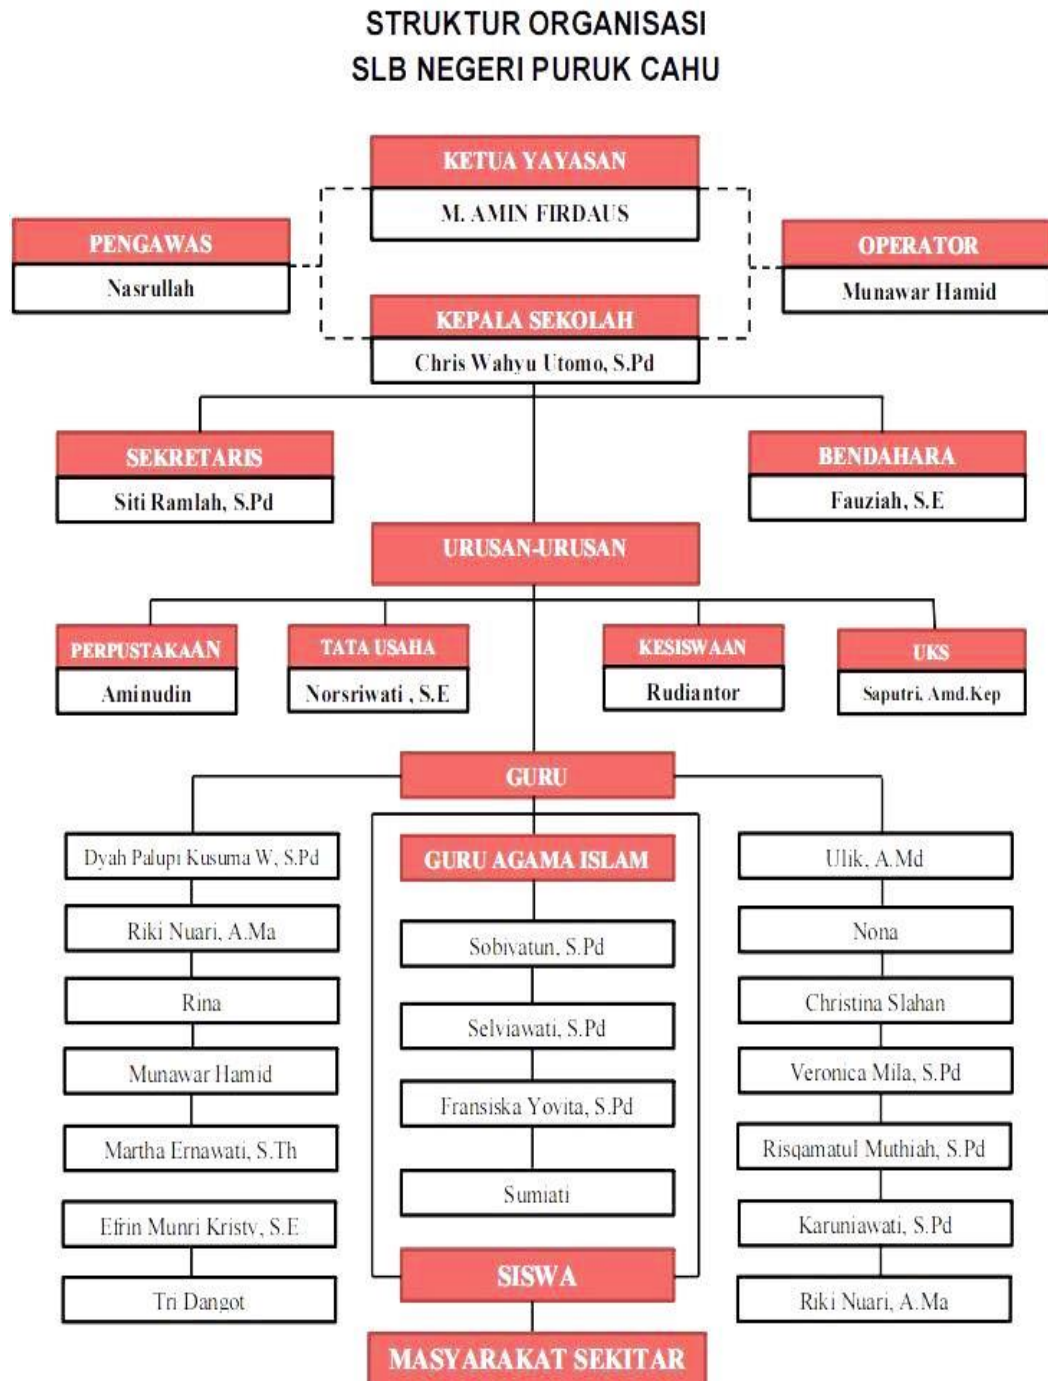 STRUKTUR ORGANISASI
SLB NEGERI PURUK CAHU
KETUA YAYASAN
M. AMIN FIRDAUS
PENGAWAS
Nasrullah
OPERATOR
Munawar Hamid
KEPALA SEKOLAH
Chris Wahyu Utomo, S.Pd
SEKRETARIS
Siti Ramlah, S.Pd
BENDAHARA
Fauziah, S.E
URUSAN-URUSAN
PERPUSTAKAAN
Aminudin
TATA USAHA
Norsriwati , S.E
KESISWAAN
Rudiantor
UKS
Saputri, Amd.Kep
GURU
Dyah Palupi Kusuma W, S.Pd
Riki Nuari, A.Ma
Rina
Munawar Hamid
Martha Ernawati, S.Th
Efrin Munri Kristy, S.E
Tri Dangot
GURU AGAMA ISLAM
Sobiyatun, S.Pd
Selviawati, S.Pd
Fransiska Yovita, S.Pd
Sumiati
Ulik, A.Md
Nona
Christina Slahan
Veronica Mila, S.Pd
Risqamatul Muthiah, S.Pd
Karuniawati, S.Pd
Riki Nuari, A.Ma
SISWA
MASYARAKAT SEKITAR